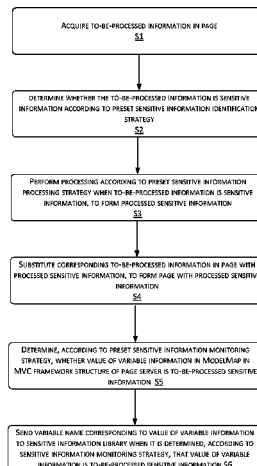 ACQUIRE TO-BE-PROCESSED INFORMATION IN PAGE
S1
DETERMINE WHETHER THE TO-BE-PROCESSED INFORMATION IS SENSITIVE
INFORMATION ACCORDING TO PRESET SENSITIVE INFORMATION IDENTIFICATION
STRATEGY
S2
PERFORM PROCESSING ACCORDING TO PRESET SENSITIVE INFORMATION
PROCESSING STRATEGY WHEN TO-BE-PROCESSED INFORMATION IS SENSITIVE
INFORMATION, TO FORM PROCESSED SENSITIVE INFORMATION
S3
SUBSTITUTE CORRESPONDING TO-BE-PROCESSED INFORMATION IN PAGE WITH
PROCESSED SENSITIVE INFORMATION, TO FORM PAGE WITH PROCESSED SENSITIVE
INFORMATION
S4
DETERMINE, ACCORDING TO PRESET SENSITIVE INFORMATION MONITORING
STRATEGY, WHETHER VALUE OF VARIABLE INFORMATION IN MODELMAP IN
MVC FRAMEWORK STRUCTURE OF PAGE SERVER IS TO-BE-PROCESSED SENSITIVE
INFORMATION S5
SEND VARIABLE NAME CORRESPONDING TO VALUE OF VARIABLE INFORMATION
TO SENSITIVE INFORMATION LIBRARY WHEN IT IS DETERMINED, ACCORDING TO
SENSITIVE INFORMATION MONITORING STRATEGY, THAT VALUE OF VARIABLE
INFORMATION IS TO-BE-PROCESSED SENSITIVE INFORMATION S6